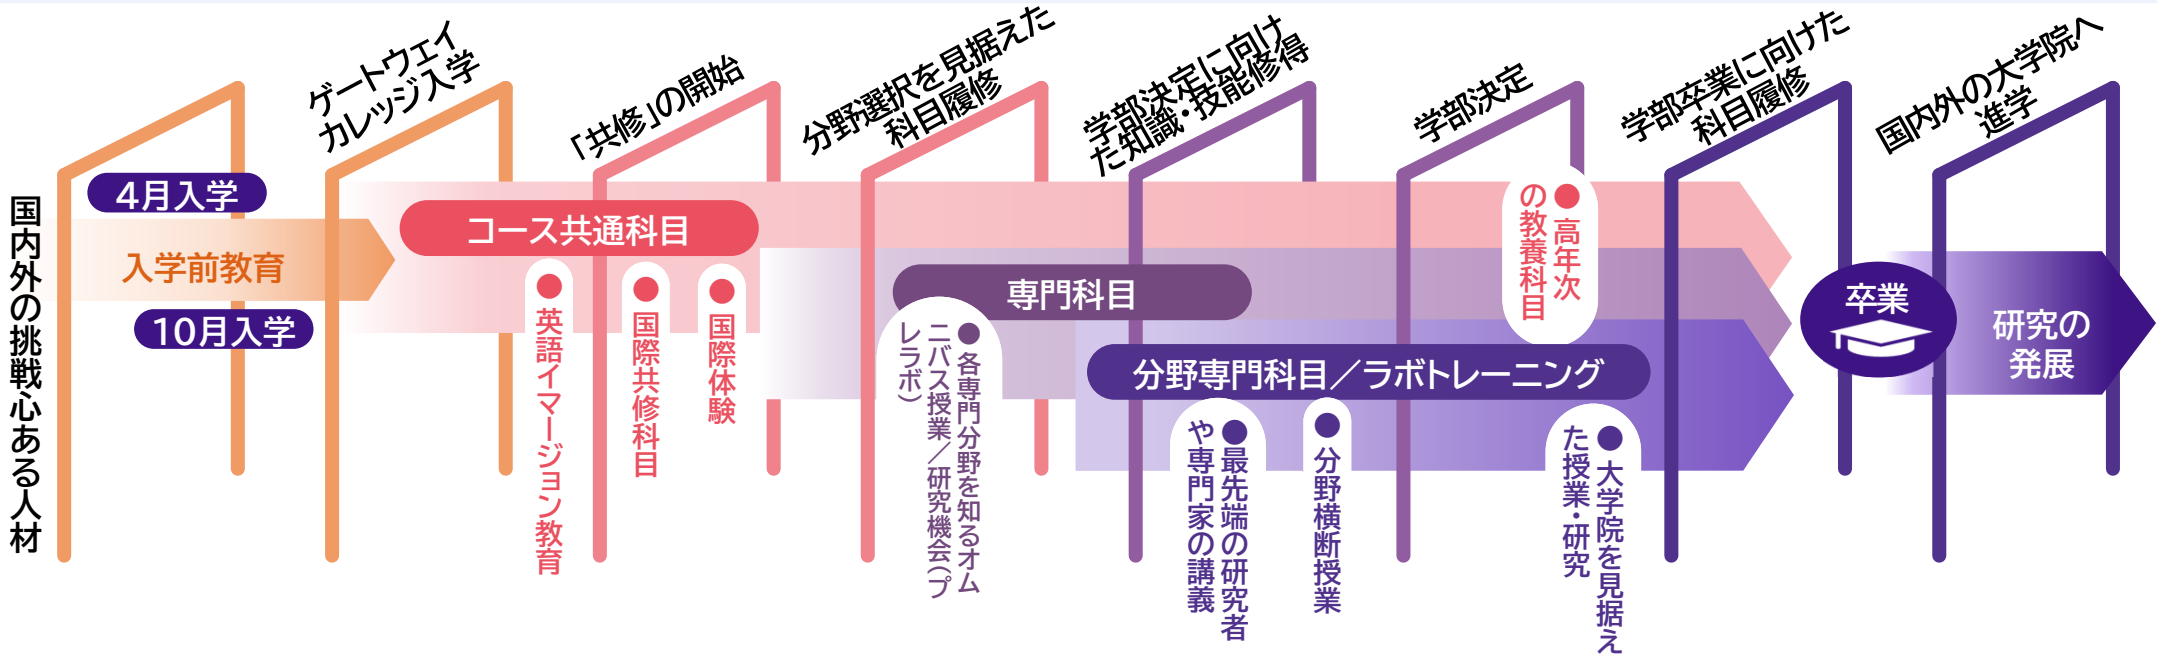 ゲートウェイ
カレッジ入学
「共修」の開始
分野選択を見据えた
科目履修
学部決定に向け
た知識・技能修得
学部決定
学部卒業に向けた
科目履修
国内外の大学院へ
進学
国内外の挑戦心ある人材
4月入学
入学前教育
10月入学
コース共通科目
●英語イマージョン教育
●国際共修科目
●国際体験
●高年次
の教養科目
専門科目
●各専門分野を知るオム
ニバス授業/研究機会(プ
レラボ)
分野専門科目/ラボトレーニング
●最先端の研究者
や専門家の講義
●分野横断授業
●大学院を見据え
た授業・研究
卒業
研究の
発展